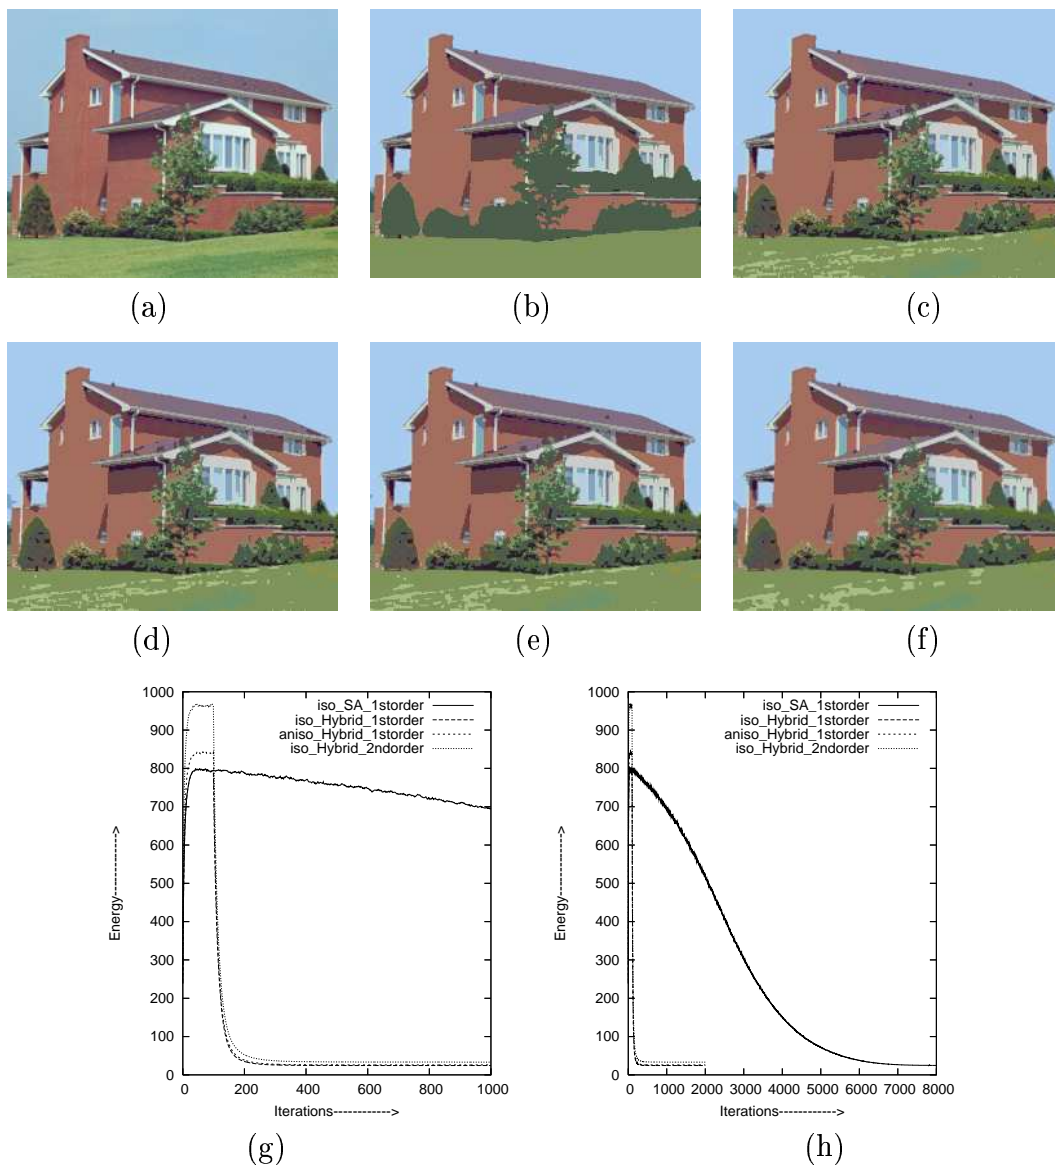 (a) (b) (c)
(d) (e) (f)
1000
900
800
700
600
500
400
300
200
100
0
0 200 400 600 800 1000
Energy-------------->
Iterations------------>
iso_SA_1storder
iso_Hybrid_1storder
aniso_Hybrid_1storder
iso_Hybrid_2ndorder
(g)
1000
900
800
700
600
500
400
300
200
100
0
0 1000 2000 3000 4000 5000 6000 7000 8000
Energy-------------->
Iterations------------>
iso_SA_1storder
iso_Hybrid_1storder
aniso_Hybrid_1storder
iso_Hybrid_2ndorder
(h)